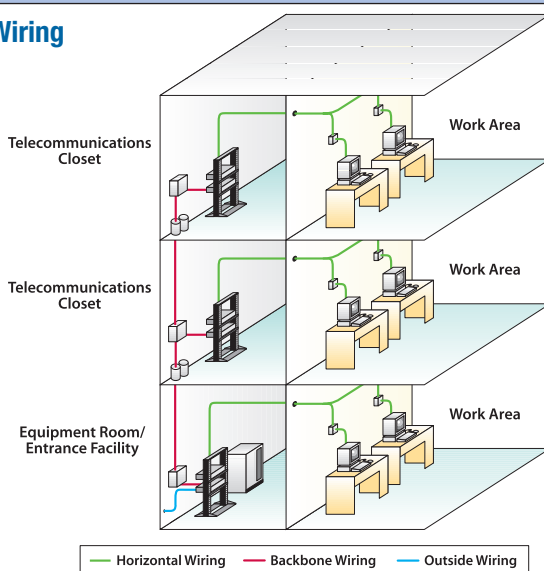 Wiring
Telecommunications
Closet
Work Area
Telecommunications
Closet
Work Area
Equipment Room/
Entrance Facility
Work Area
Horizontal Wiring Backbone Wiring Outside Wiring